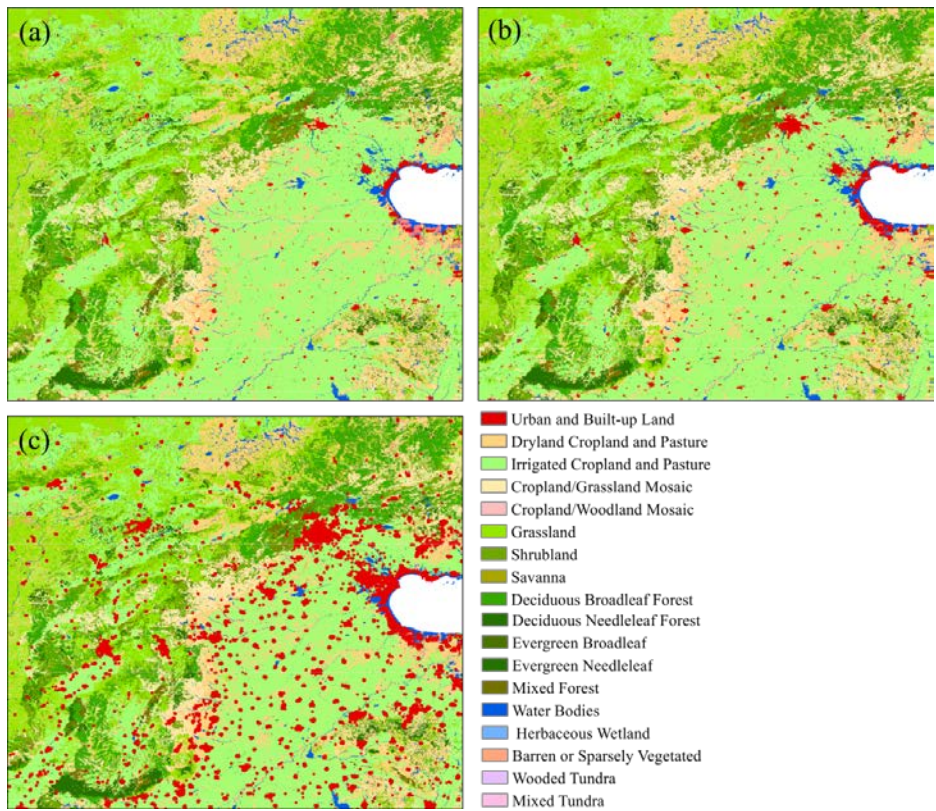 (a)
(b)
(c)
Urban and Built-up Land
Dryland Cropland and Pasture
Irrigated Cropland and Pasture
Cropland/Grassland Mosaic
Cropland/Woodland Mosaic
Grassland
Shrubland
Savanna
Deciduous Broadleaf Forest
Deciduous Needleleaf Forest
Evergreen Broadleaf
Evergreen Needleleaf
Mixed Forest
Water Bodies
Herbaceous Wetland
Barren or Sparsely Vegetated
Wooded Tundra
Mixed Tundra